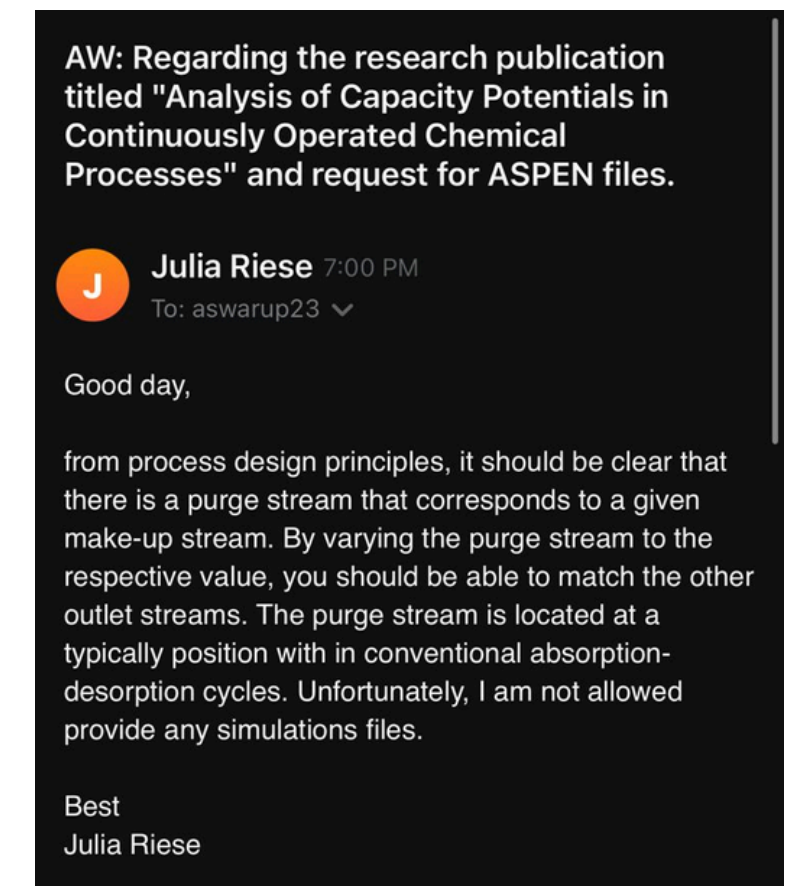 AW: Regarding the research publication
titled "Analysis of Capacity Potentials in
Continuously Operated Chemical
Processes" and request for ASPEN files.
J
Julia Riese 7:00 PM
To: aswarup23
Good day,
from process design principles, it should be clear that
there is a purge stream that corresponds to a given
make-up stream. By varying the purge stream to the
respective value, you should be able to match the other
outlet streams. The purge stream is located at a
typically position with in conventional absorption-
desorption cycles. Unfortunately, I am not allowed
provide any simulations files.
Best
Julia Riese